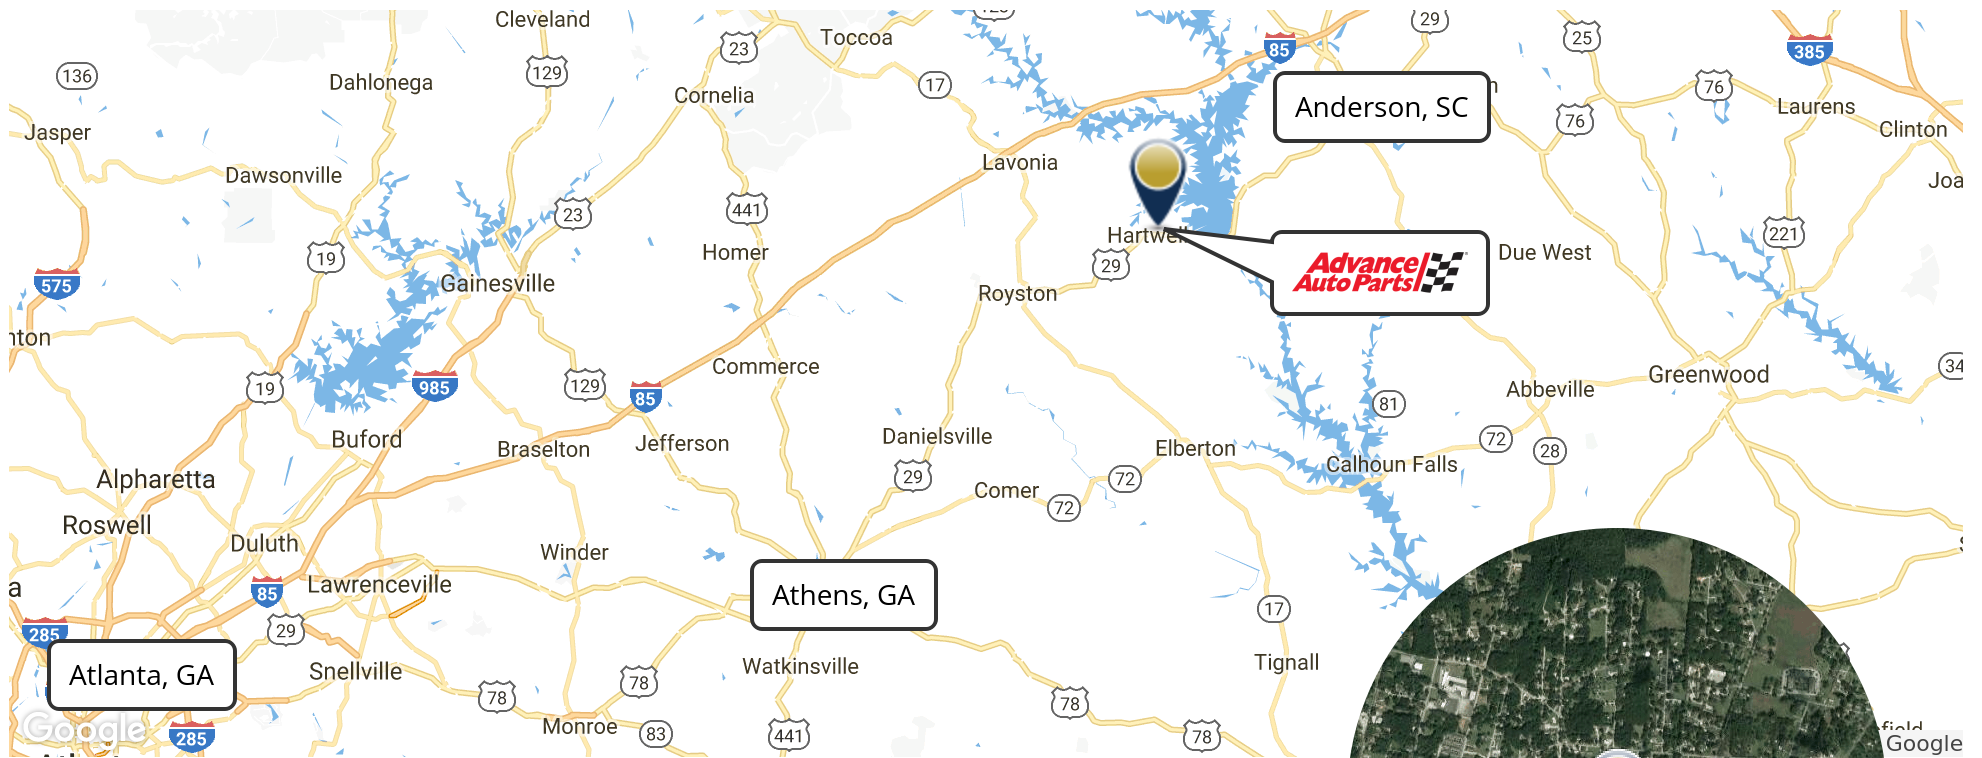 Cleveland
29
23
Toccoa
25
85
385
136
129
Dahlonega
17
76
Cornelia
Anderson, SC
Laurens
76
Jasper
Clinton
Lavonia
Dawsonville
441
23
221
Hartwell
19
Homer
Due West
29
575
Gainesville
Royston
Advance
Auto Parts
Commerce
34
Greenwood
19
985
129
85
Abbeville
81
Buford
Jefferson
Danielsville
72
Braselton
Elberton
28
Calhoun Falls
Alpharetta
29
72
Comer
72
Roswell
Duluth
Winder
Lawrenceville
85
Athens, GA
17
285
29
Snellville
Watkinsville
Tignall
Atlanta, GA
78
78
78
Monroe
83
441
78
285
Google
Google